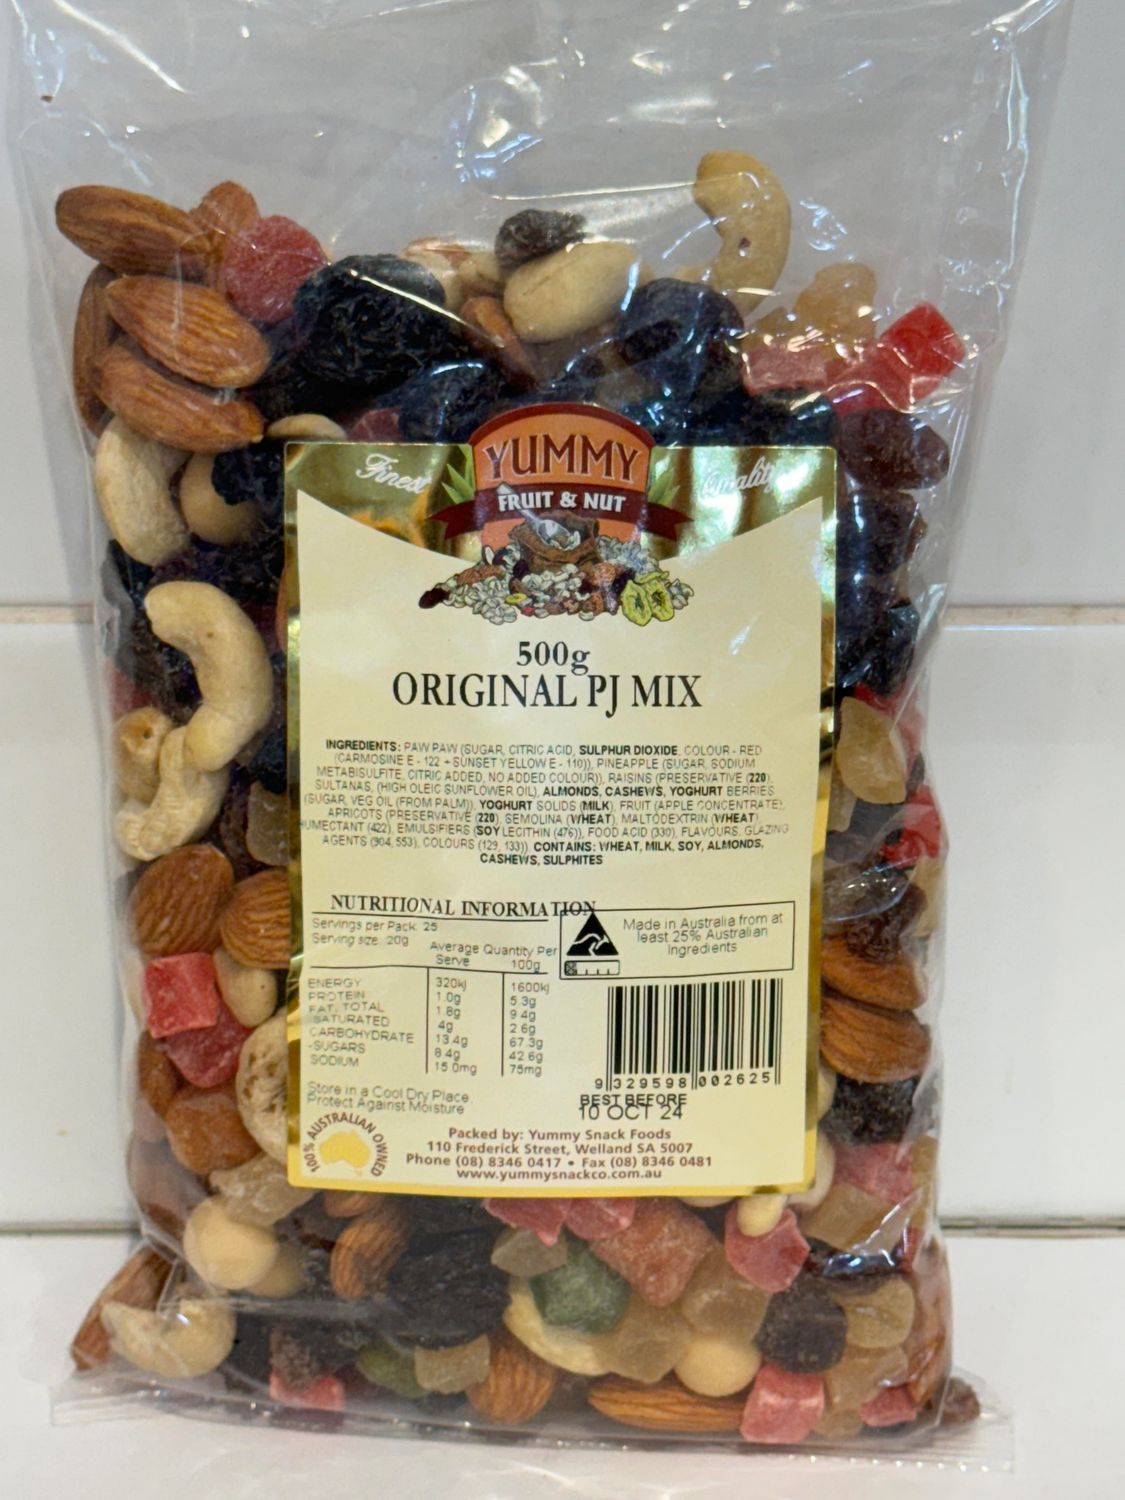 Finest
Quality
YUMMY
FRUIT & NUT
500g
ORIGINAL PJ MIX
INGREDIENTS: PAW PAW (SUGAR, CITRIC ACID, SULPHUR DIOXIDE, COLOUR - RED
(CARMOSINE E - 122 + SUNSET YELLOW E - 110)), PINEAPPLE (SUGAR, SODIUM
METABISULFITE, CITRIC ADDED, NO ADDED COLOUR)), RAISINS (PRESERVATIVE (220),
SULTANAS, (HIGH OLEIC SUNFLOWER OIL), ALMONDS, CASHEWS, YOGHURT BERRIES
(SUGAR, VEG OIL (FROM PALM)), YOGHURT SOLIDS (MILK), FRUIT (APPLE CONCENTRATE),
APRICOTS (PRESERVATIVE (220), SEMOLINA (WHEAT), MALTODEXTRIN (WHEAT),
HUMECTANT (422), EMULSIFIERS (SOY LECITHIN (476)), FOOD ACID (330), FLAVOURS, GLAZING
AGENTS (904, 553), COLOURS (129, 133)). CONTAINS: WHEAT, MILK, SOY, ALMONDS,
CASHEWS, SULPHITES
NUTRITIONAL INFORMATION
Servings per Pack: 25
Serving size: 20g
Average Quantity Per
Serve 100g
ENERGY 320kj 1600kj
PROTEIN 1.0g 5.3g
FAT, TOTAL 1.8g 9.4g
SATURATED 4g 2.6g
CARBOHYDRATE 13.4g 67.3g
-SUGARS 8.4g 42.6g
SODIUM 15.0mg 75mg
Made in Australia from at
least 25% Australian
Ingredients
9 329598 002625
Store in a Cool Dry Place,
Protect Against Moisture
BEST BEFORE
10 OCT 24
100% AUSTRALIAN OWNED
Packed by: Yummy Snack Foods
110 Frederick Street, Welland SA 5007
Phone (08) 8346 0417 • Fax (08) 8346 0481
www.yummysnackco.com.au